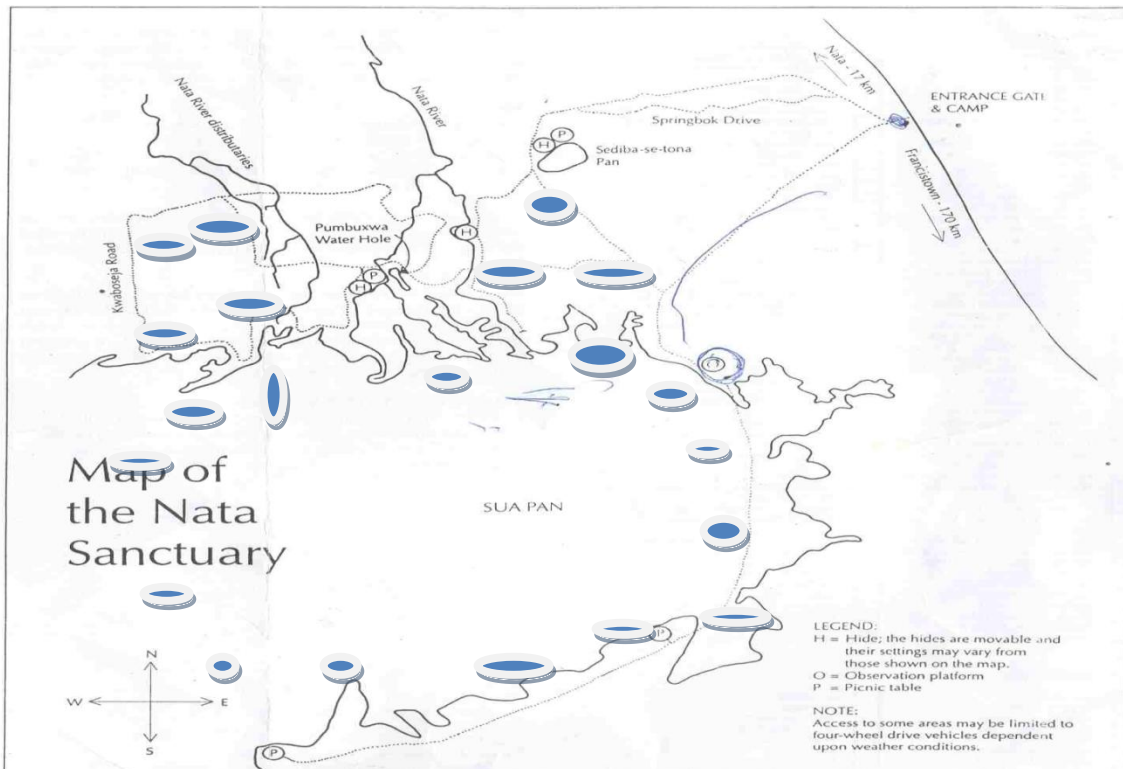 Nata - 17 km
ENTRANCE GATE
& CAMP
Nata River
Nata River distributaries
Springbok Drive
H
P
Sediba-se-tona
Pan
Francistown - 170 km
Pumbuxwa
Water Hole
H
Kwaboseja Road
P
H
O
Map of
the Nata
Sanctuary
SUA PAN
P
P
N
W
E
S
LEGEND:
H = Hide; the hides are movable and
their settings may vary from
those shown on the map.
O = Observation platform
P = Picnic table
NOTE:
Access to some areas may be limited to
four-wheel drive vehicles dependent
upon weather conditions.